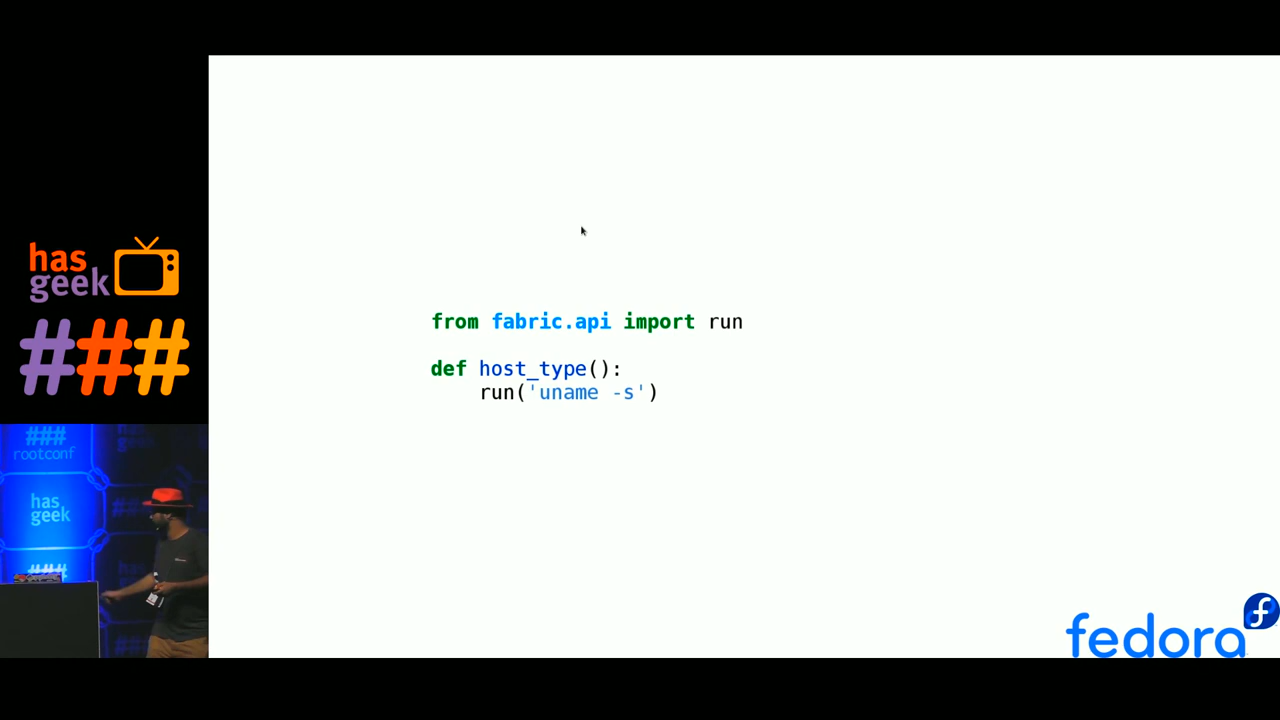 has
geek
###
###
rootconf
has
geek
###
from fabric.api import run
def host_type():
run('uname -s')
fedora